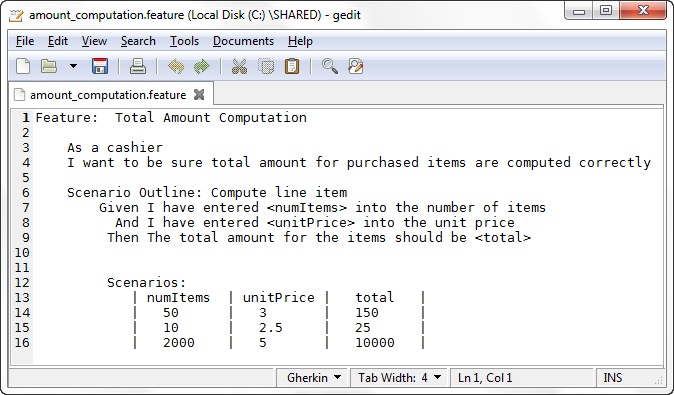 amount_computation.feature (Local Disk (C:) \SHARED) - gedit
File Edit View Search Tools Documents Help
amount_computation.feature
1 Feature:  Total Amount Computation
2
3     As a cashier
4     I want to be sure total amount for purchased items are computed correctly
5
6     Scenario Outline: Compute line item
7         Given I have entered <numItems> into the number of items
8           And I have entered <unitPrice> into the unit price
9          Then The total amount for the items should be <total>
10
11
12          Scenarios:
13             | numItems  | unitPrice |   total   |
14             |   50      |   3       |   150     |
15             |   10      |   2.5     |   25      |
16             |   2000    |   5       |   10000   |
Gherkin Tab Width: 4 Ln 1, Col 1 INS